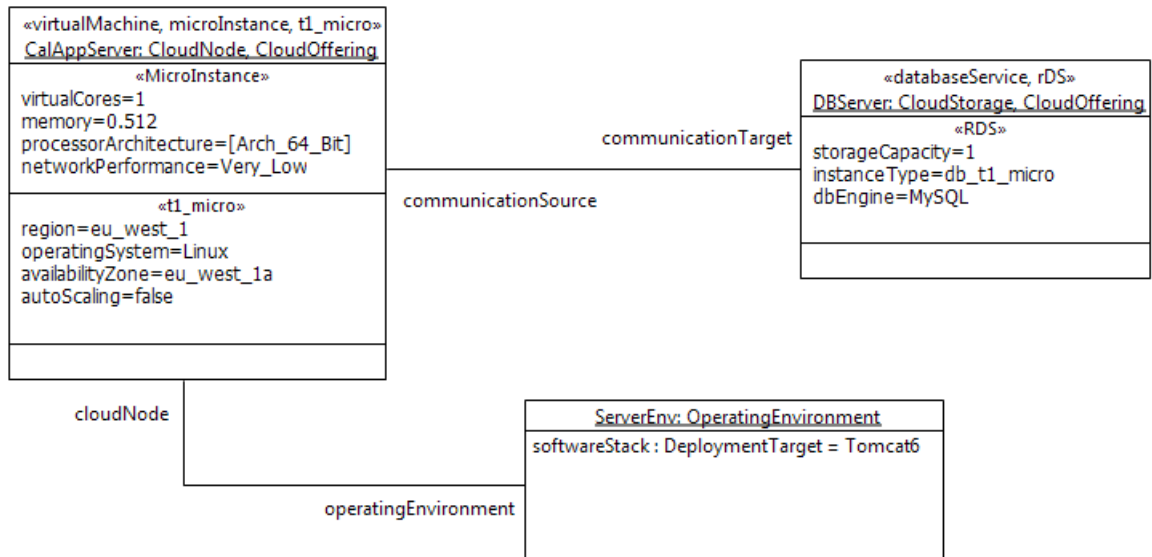 «virtualMachine, microInstance, t1_micro»
CalAppServer: CloudNode, CloudOffering
«MicroInstance»
virtualCores=1
memory=0.512
processorArchitecture=[Arch_64_Bit]
networkPerformance=Very_Low
«t1_micro»
region=eu_west_1
operatingSystem=Linux
availabilityZone=eu_west_1a
autoScaling=false
communicationTarget
communicationSource
«databaseService, rDS»
DBServer: CloudStorage, CloudOffering
«RDS»
storageCapacity=1
instanceType=db_t1_micro
dbEngine=MySQL
cloudNode
operatingEnvironment
ServerEnv: OperatingEnvironment
softwareStack : DeploymentTarget = Tomcat6